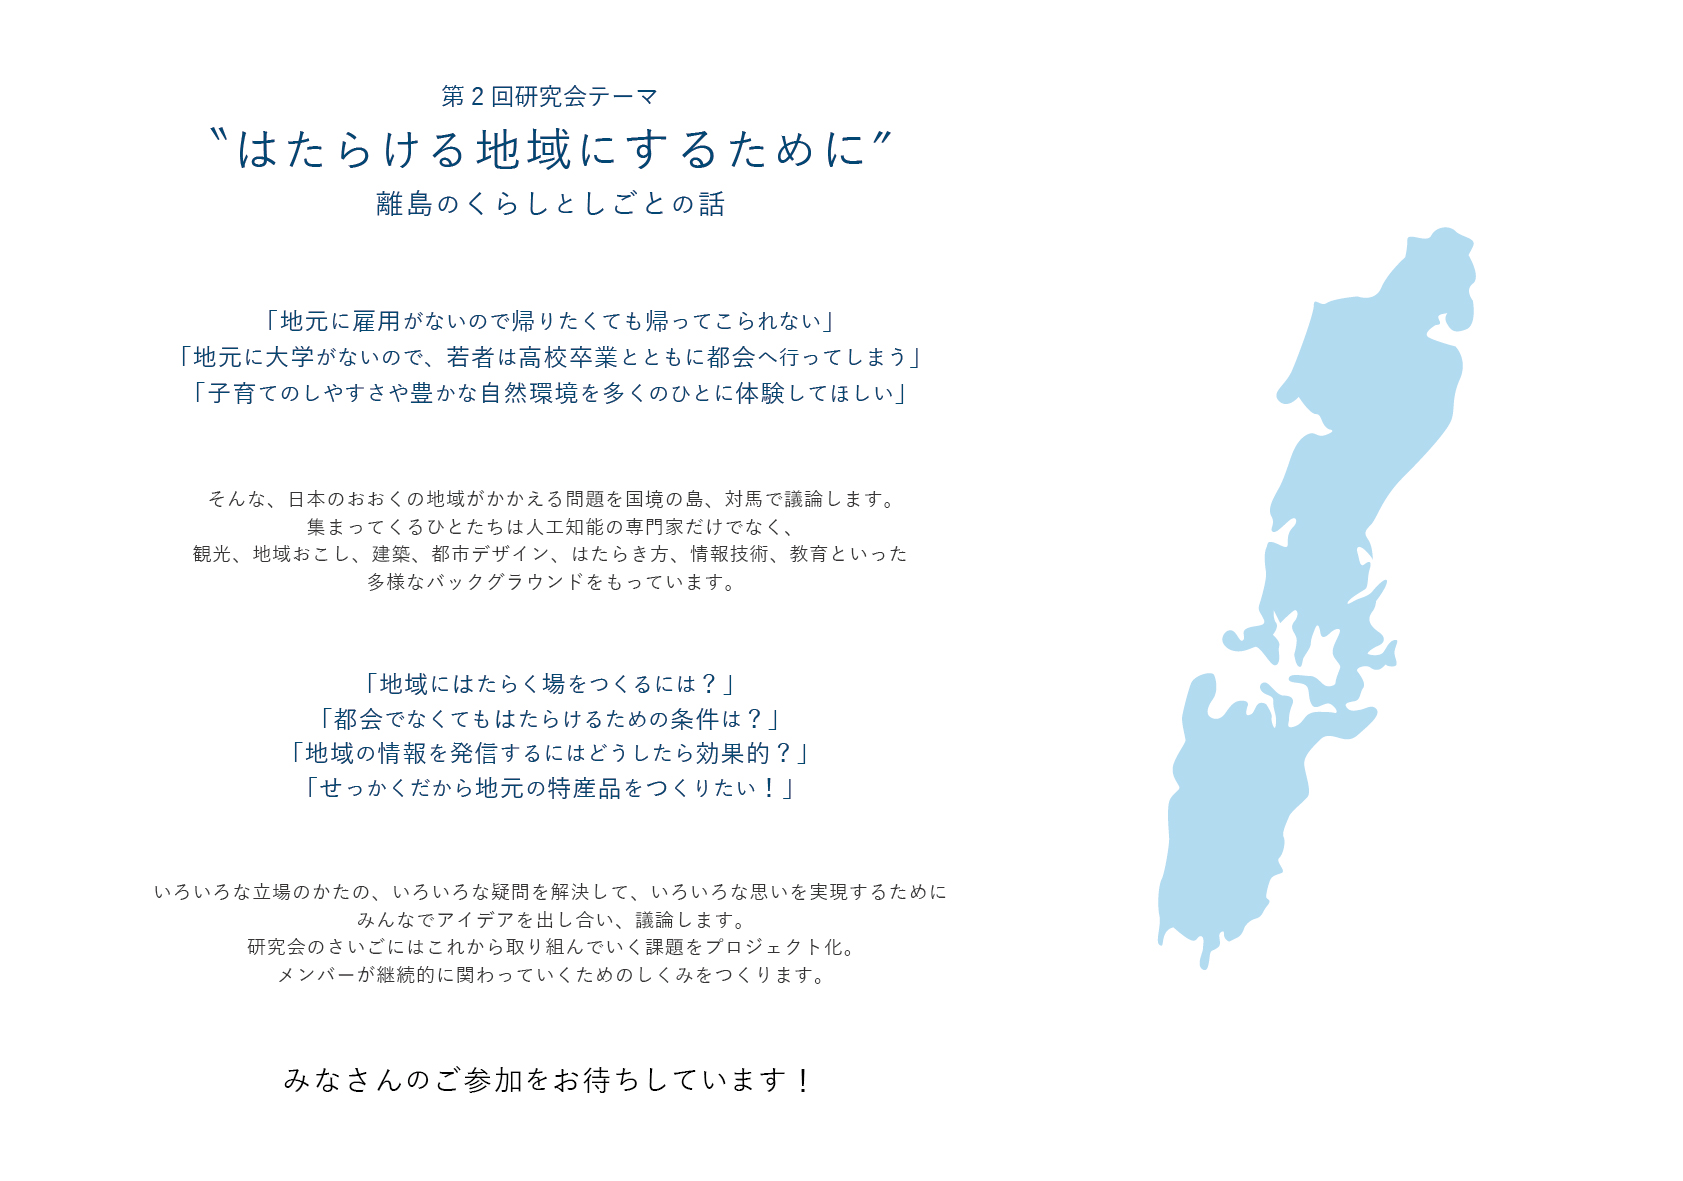 第2回研究会テーマ
〝はたらける地域にするために〞
離島のくらしとしごとの話
「地元に雇用がないので帰りたくても帰ってこられない」
「地元に大学がないので、若者は高校卒業とともに都会へ行ってしまう」
「子育てのしやすさや豊かな自然環境を多くのひとに体験してほしい」
そんな、日本のおおくの地域がかかえる問題を国境の島、対馬で議論します。
集まってくるひとたちは人工知能の専門家だけでなく、
観光、地域おこし、建築、都市デザイン、はたらき方、情報技術、教育といった
多様なバックグラウンドをもっています。
「地域にはたらく場をつくるには？」
「都会でなくてもはたらけるための条件は？」
「地域の情報を発信するにはどうしたら効果的？」
「せっかくだから地元の特産品をつくりたい！」
いろいろな立場のかたの、いろいろな疑問を解決して、いろいろな思いを実現するために
みんなでアイデアを出し合い、議論します。
研究会のさいごにはこれから取り組んでいく課題をプロジェクト化。
メンバーが継続的に関わっていくためのしくみをつくります。
みなさんのご参加をお待ちしています！